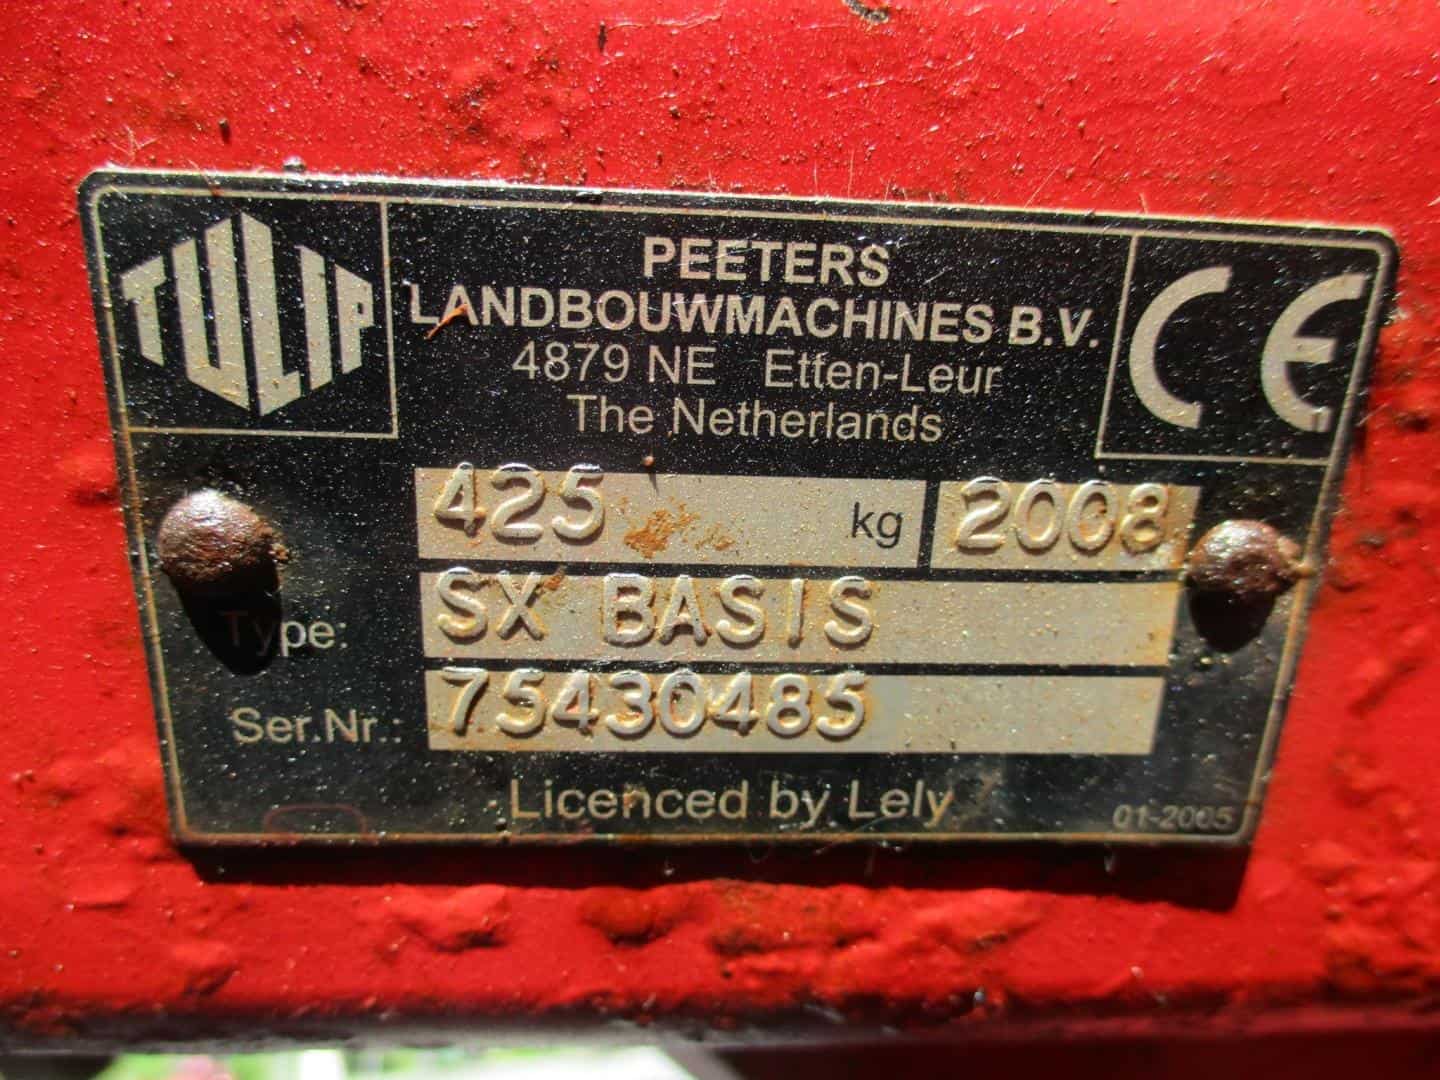 TULIP
PEETERS
LANDBOUWMACHINES B.V.
4879 NE Etten-Leur
The Netherlands
CE
425 kg 2008
Type: SX BASIS
Ser.Nr.: 75430485
Licenced by Lely
01-2005